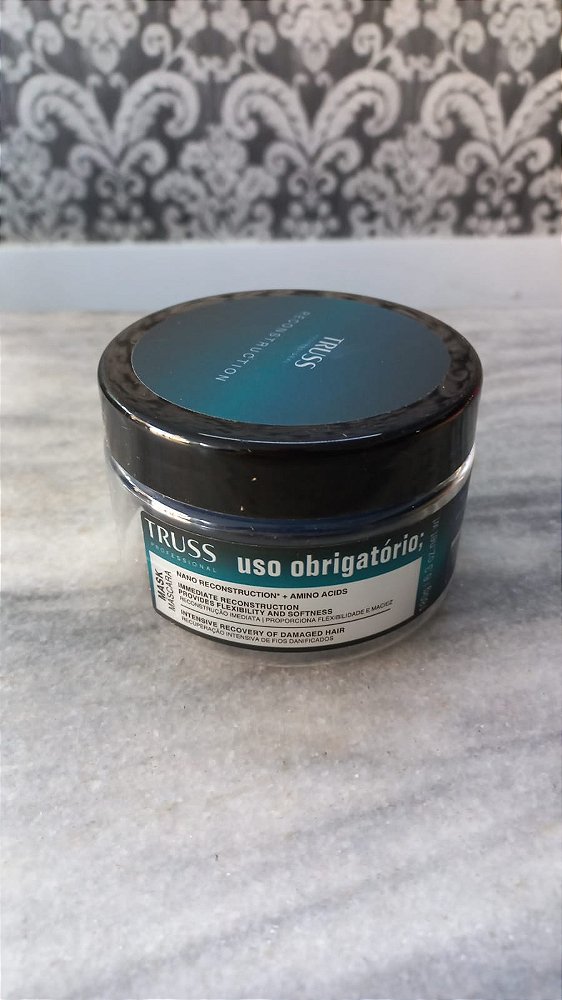 RECONSTRUCTION
TRUSS
TRUSS
PROFESSIONAL
uso obrigatório;
MASK
MÁSCARA
NANO RECONSTRUCTION* + AMINO ACIDS
IMMEDIATE RECONSTRUCTION
PROVIDES FLEXIBILITY AND SOFTNESS
RECONSTRUÇÃO IMEDIATA | PROPORCIONA FLEXIBILIDADE E MACIEZ
INTENSIVE RECOVERY OF DAMAGED HAIR
RECUPERAÇÃO INTENSIVA DE FIOS DANIFICADOS